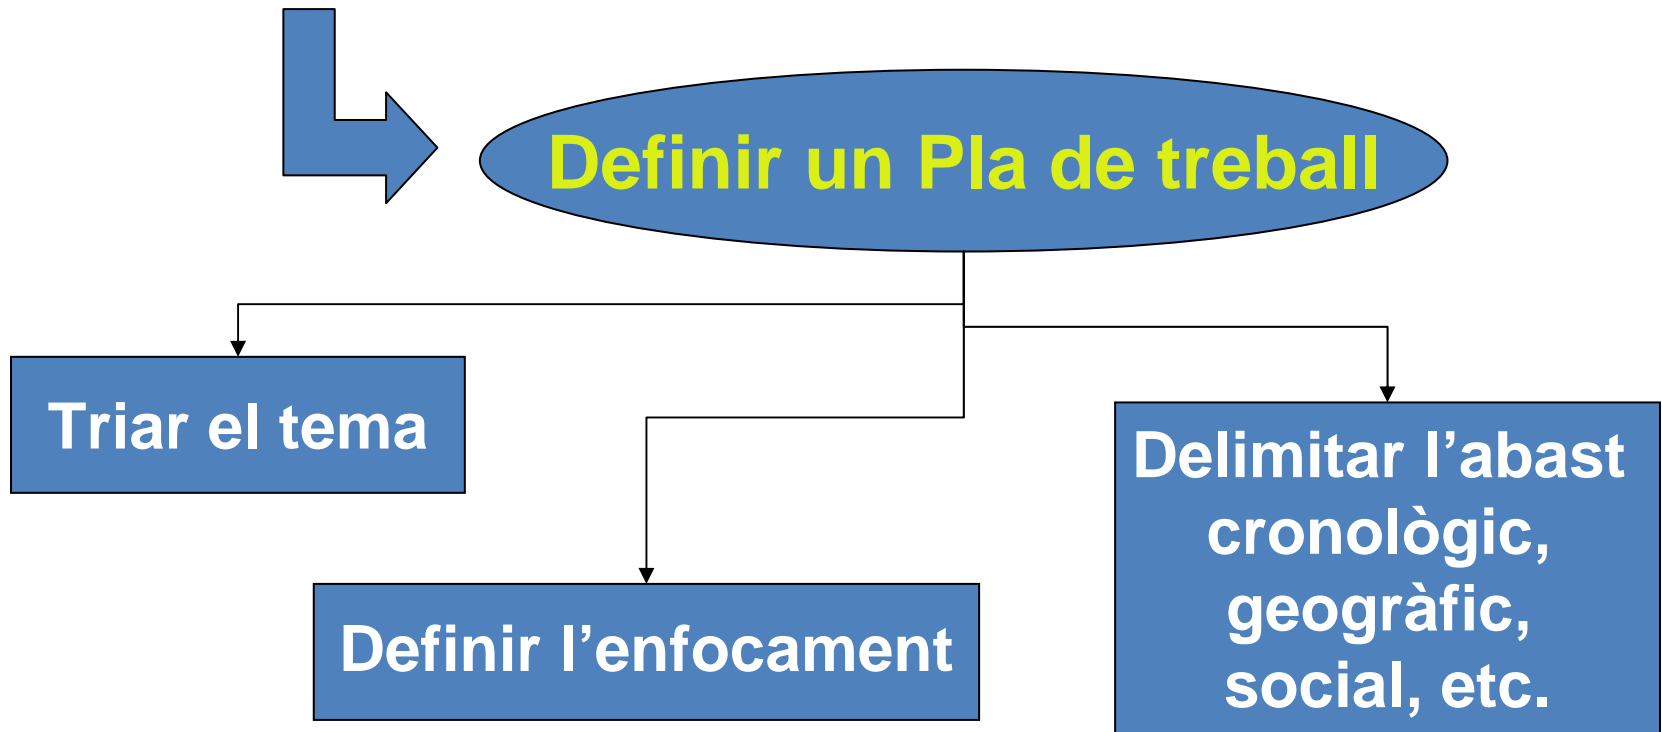 Definir un Pla de treball
Triar el tema
Definir l’enfocament
Delimitar l’abast
cronològic,
geogràfic,
social, etc.